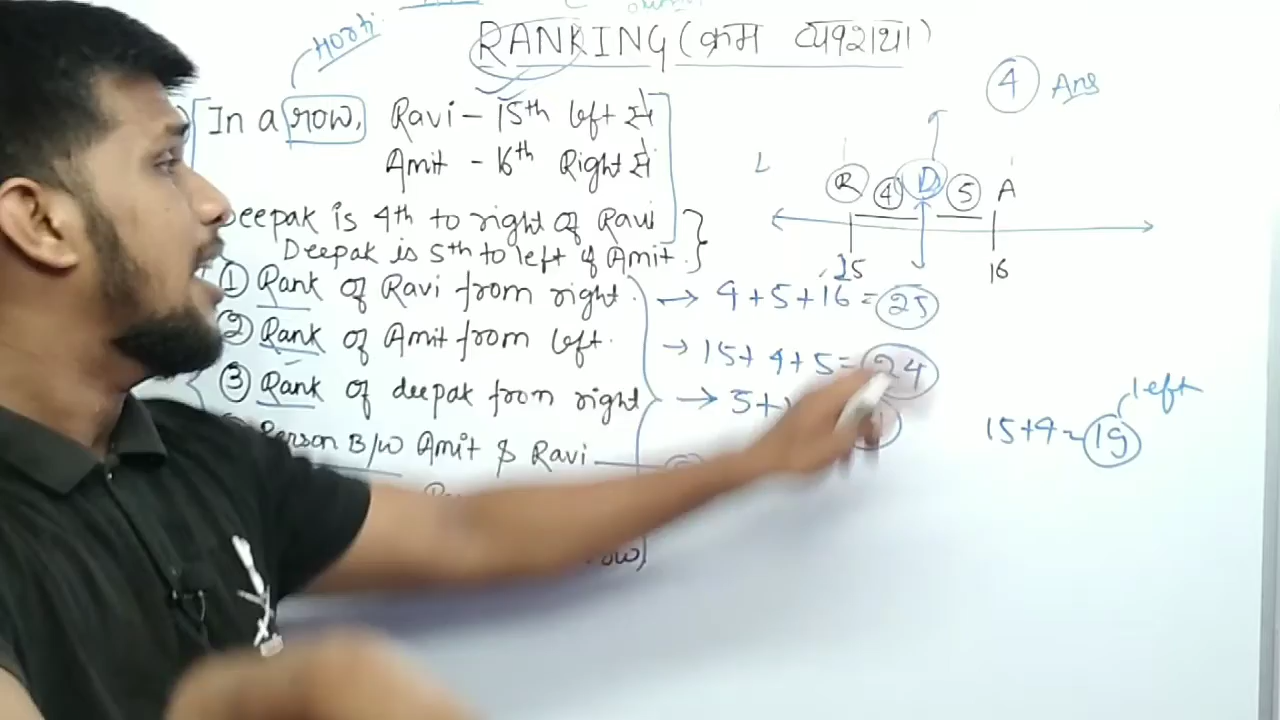 Hori
RANKING (क्रम व्यवस्था)
④ Ans
In a row, Ravi - 15th left से
Amit - 16th Right से
Deepak is 4th to right of Ravi
Deepak is 5th to left of Amit.
L R ④ D ⑤ A
25 16
① Rank of Ravi from right. → 4+5+16=25
② Rank of Amit from left. → 15+4+5=24
③ Rank of deepak from right → 5+
15+4=19 left
Person B/w Amit & Ravi